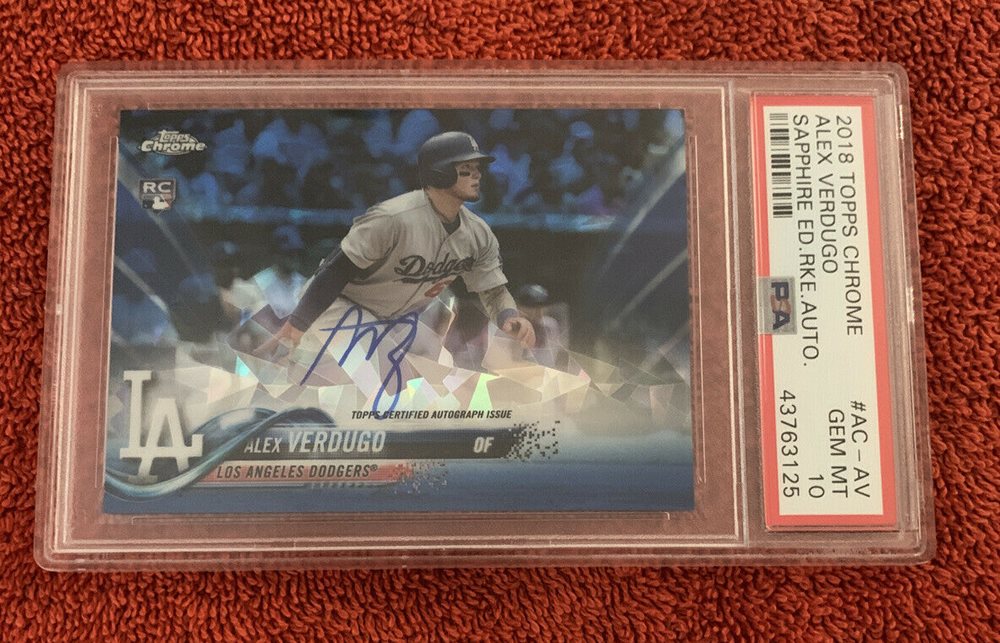 Topps
Chrome
RC
Dodgers
TOPPS CERTIFIED AUTOGRAPH ISSUE
LA
ALEX VERDUGO
OF
LOS ANGELES DODGERS®
2018 TOPPS CHROME
ALEX VERDUGO
SAPPHIRE ED.RKE.AUTO.
PSA
#AC-AV
GEM MT
10
43763125